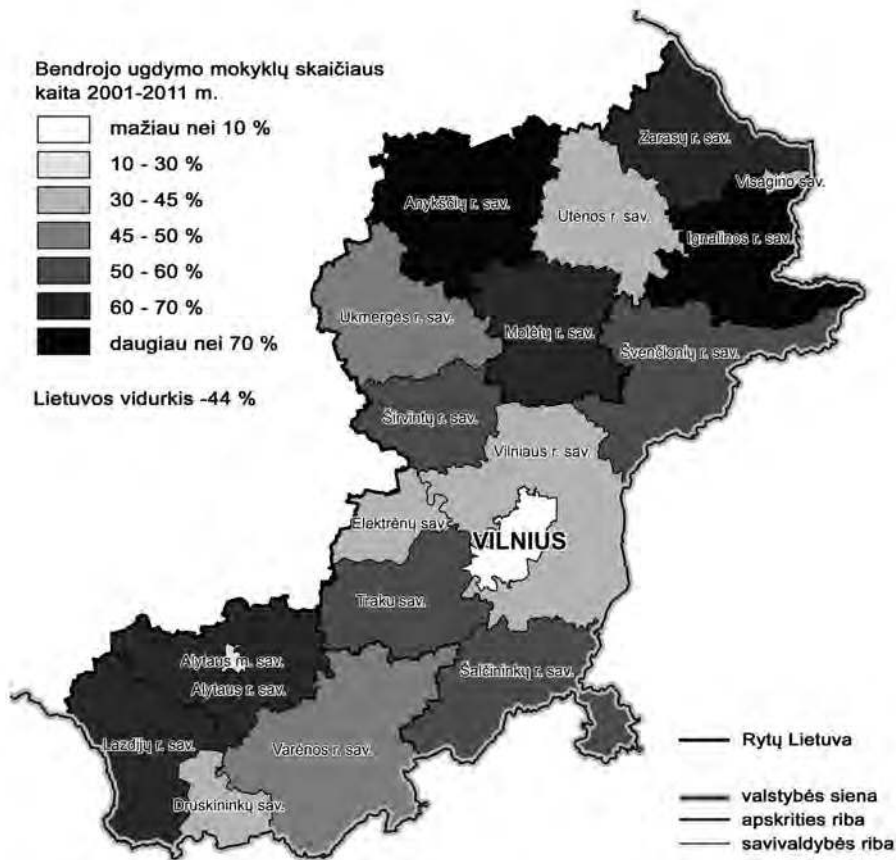 Bendrojo ugdymo mokyklų skaičiaus
kaita 2001-2011 m.
mažiau nei 10 %
10 - 30 %
30 - 45 %
45 - 50 %
50 - 60 %
60 - 70 %
daugiau nei 70 %
Lietuvos vidurkis -44 %
Zarasų r. sav.
Visagino sav.
Anykščių r. sav.
Utenos r. sav.
Ignalinos r. sav.
Ukmergės r. sav.
Molėtų r. sav.
Švenčionių r. sav.
Širvintų r. sav.
Vilniaus r. sav.
Elektrėnų sav.
VILNIUS
Trakų sav.
Alytaus m. sav.
Alytaus r. sav.
Šalčininkų r. sav.
Lazdijų r. sav.
Varėnos r. sav.
Druskininkų sav.
Rytų Lietuva
valstybės siena
apskrities riba
savivaldybės riba